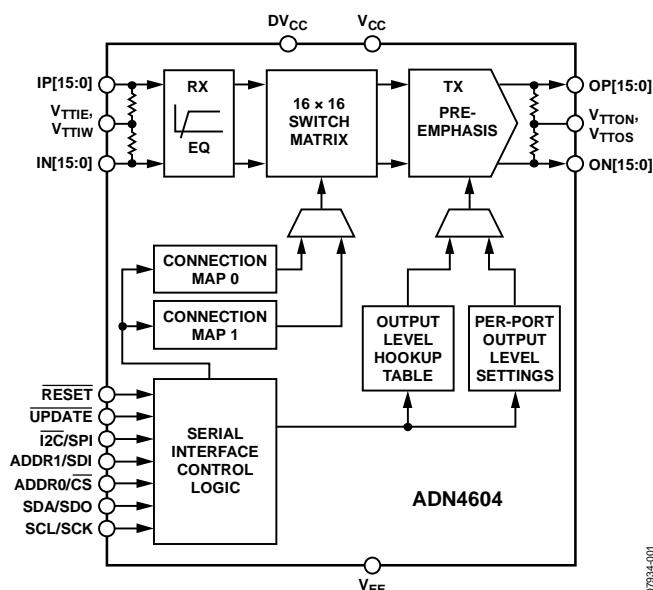 DVCC
VCC
IP[15:0]
VTTIE,
VTTIW
IN[15:0]
RX
EQ
16 × 16
SWITCH
MATRIX
TX
PRE-
EMPHASIS
OP[15:0]
VTTON,
VTTOS
ON[15:0]
CONNECTION
MAP 0
CONNECTION
MAP 1
OUTPUT
LEVEL
HOOKUP
TABLE
PER-PORT
OUTPUT
LEVEL
SETTINGS
RESET
UPDATE
I2C/SPI
ADDR1/SDI
ADDR0/CS
SDA/SDO
SCL/SCK
SERIAL
INTERFACE
CONTROL
LOGIC
ADN4604
VEE
07934-001